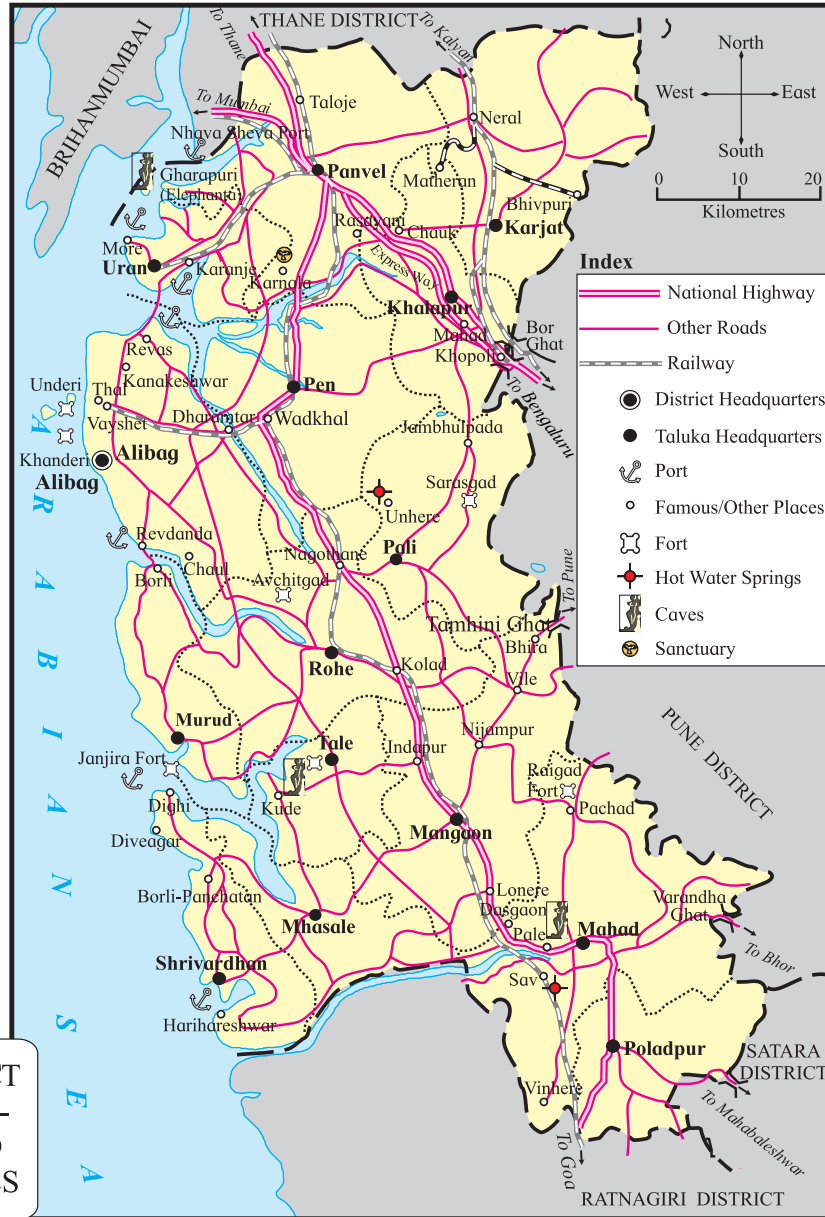 THANE DISTRICT
To Thane
To Kalyan
BRIHANMUMBAI
North
West
East
South
0 10 20
Kilometres
To Mumbai
Taloje
Neral
Nhava Sheva Port
Gharapuri
(Elephanta)
Panvel
Matheran
Bhivpuri
Rasayani
Chauk
Karjat
More
Uran
Karanje
Karnala
Express Way
Khalapur
Mahad
Khopoli
Bor
Ghat
To Bengaluru
Index
National Highway
Other Roads
Railway
District Headquarters
Taluka Headquarters
Port
Famous/Other Places
Fort
Hot Water Springs
Caves
Sanctuary
Revas
Kanakeshwar
Underi
Thal
Vayshet
Pen
Dharamtar
Wadkhal
Khanderi
Alibag
Alibag
Jambhulpada
Sarasgad
Unhere
Revdanda
Chaul
Borli
Nagothane
Pali
Avchitgad
To Pune
Tamhini Ghat
Bhira
Rohe
Kolad
Vile
Murud
Tale
Indapur
Nijampur
Janjira Fort
Raigad
Fort
Pachad
PUNE DISTRICT
Dighi
Kude
Diveagar
Mangaon
Borli-Panchatan
Lonere
Dasgaon
Varandha
Ghat
Mhasale
Pale
Mahad
To Bhor
Shrivardhan
Sav
Harihareshwar
Poladpur
SATARA
DISTRICT
Vinhere
To Mahabaleshwar
To Goa
RATNAGIRI DISTRICT
ARABIAN SEA
CT
S